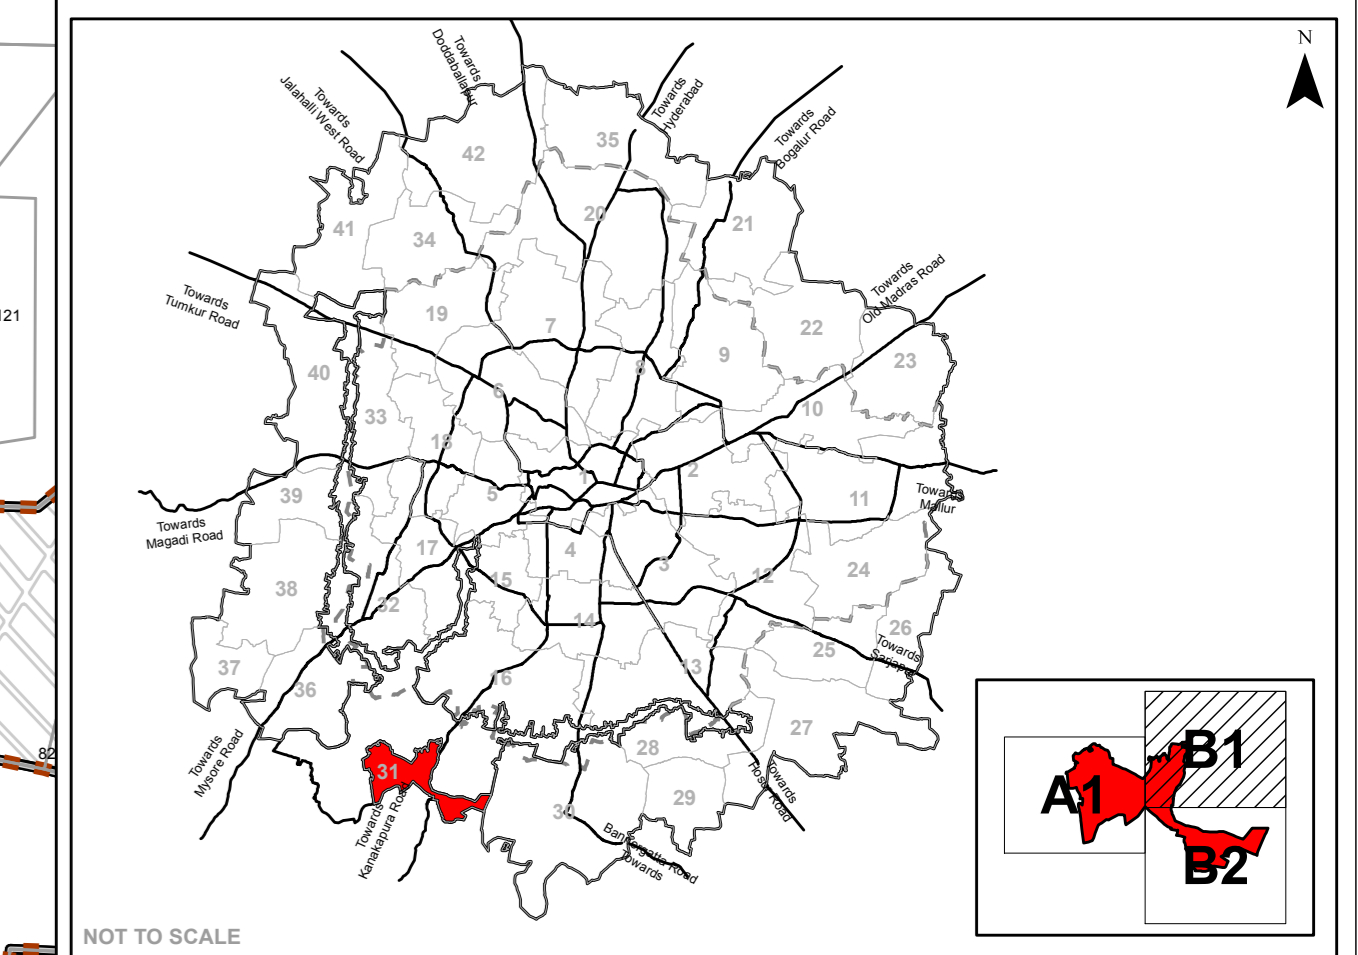 N
Towards
Doddaballapur
Towards
Jalahalli West Road
Towards
Hyderabad
Towards
Bogalur Road
42
35
41
34
20
21
Towards
Old Madras Road
Towards
Tumkur Road
121
19
7
22
9
8
23
40
6
10
33
18
39
5
1
2
11
Towards
Mallur
Towards
Magadi Road
17
4
3
15
12
24
38
32
14
26
Towards
Sarjapur
25
37
36
16
13
27
28
82
Towards
Mysore Road
31
Towards
Kanakapura Road
30
29
Towards
Hosur Road
Bannergatta Road
Towards
A1
B1
B2
NOT TO SCALE